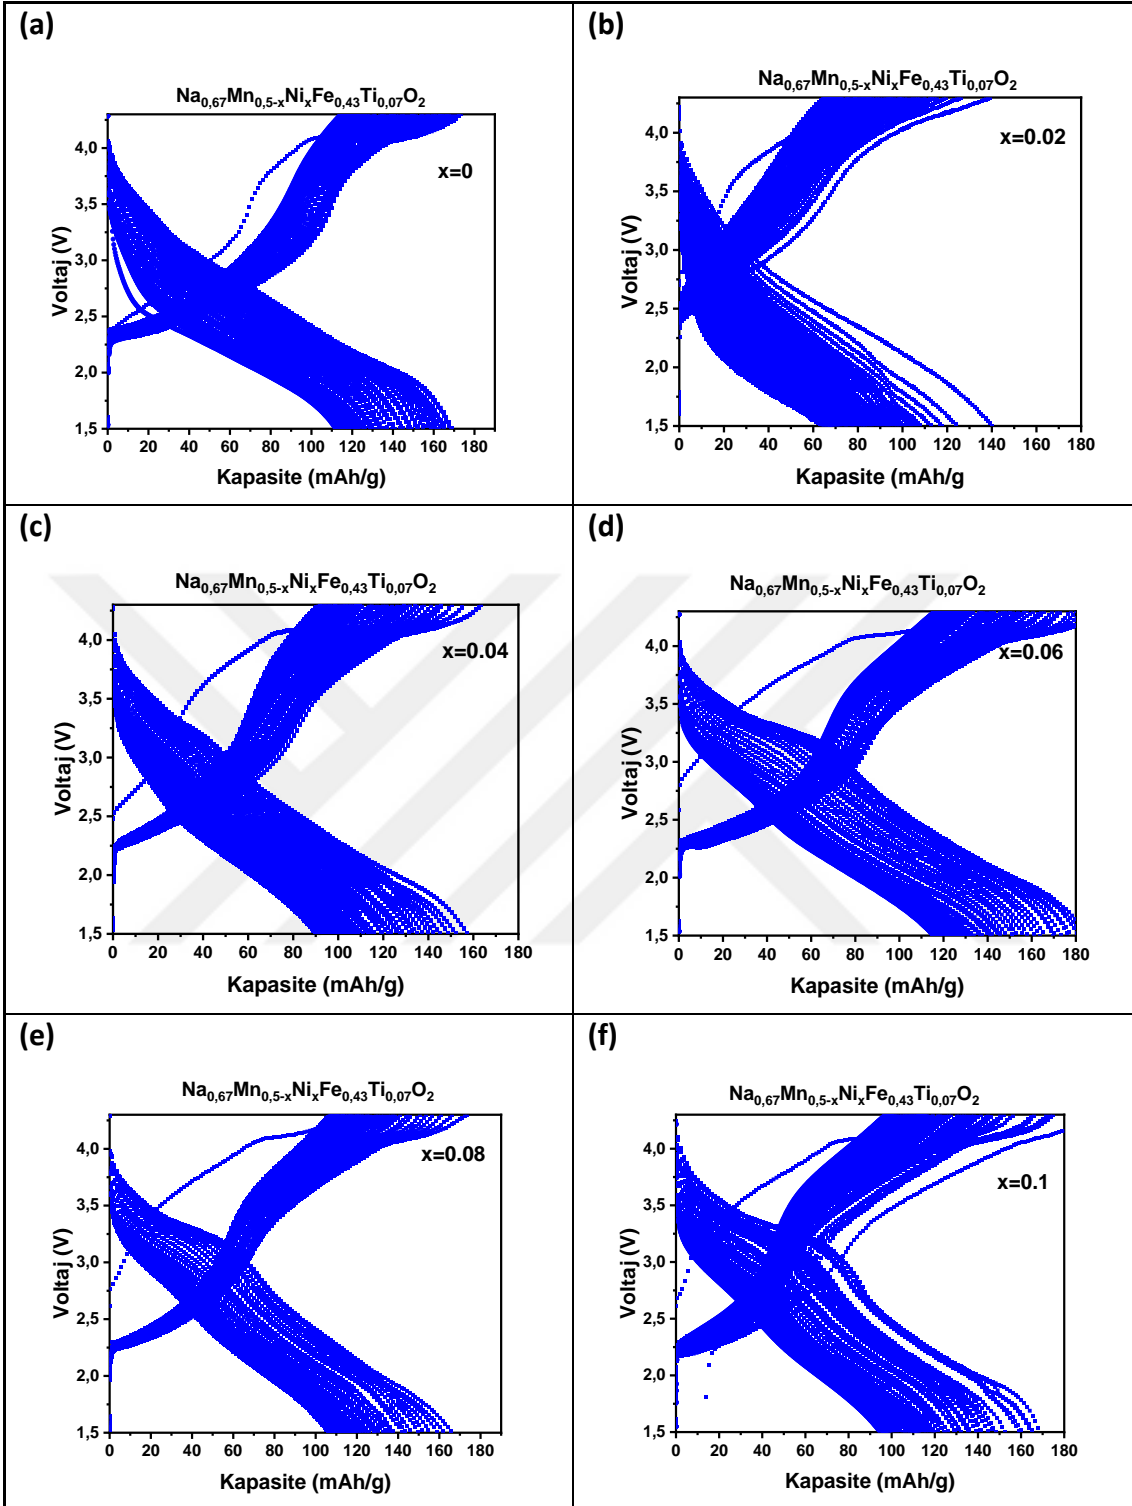 (a)
Na0,67Mn0,5-xNixFe0,43Ti0,07O2
x=0
Voltaj (V)
4,0
3,5
3,0
2,5
2,0
1,5
0 20 40 60 80 100 120 140 160 180
Kapasite (mAh/g)
(b)
Na0,67Mn0,5-xNixFe0,43Ti0,07O2
x=0.02
Voltaj (V)
4,0
3,5
3,0
2,5
2,0
1,5
0 20 40 60 80 100 120 140 160 180
Kapasite (mAh/g
(c)
Na0,67Mn0,5-xNixFe0,43Ti0,07O2
x=0.04
Voltaj (V)
4,0
3,5
3,0
2,5
2,0
1,5
0 20 40 60 80 100 120 140 160 180
Kapasite (mAh/g)
(d)
Na0,67Mn0,5-xNixFe0,43Ti0,07O2
x=0.06
Voltaj (V)
4,0
3,5
3,0
2,5
2,0
1,5
0 20 40 60 80 100 120 140 160 180
Kapasite (mAh/g)
(e)
Na0,67Mn0,5-xNixFe0,43Ti0,07O2
x=0.08
Voltaj (V)
4,0
3,5
3,0
2,5
2,0
1,5
0 20 40 60 80 100 120 140 160 180
Kapasite (mAh/g)
(f)
Na0,67Mn0,5-xNixFe0,43Ti0,07O2
x=0.1
Voltaj (V)
4,0
3,5
3,0
2,5
2,0
1,5
0 20 40 60 80 100 120 140 160 180
Kapasite (mAh/g)